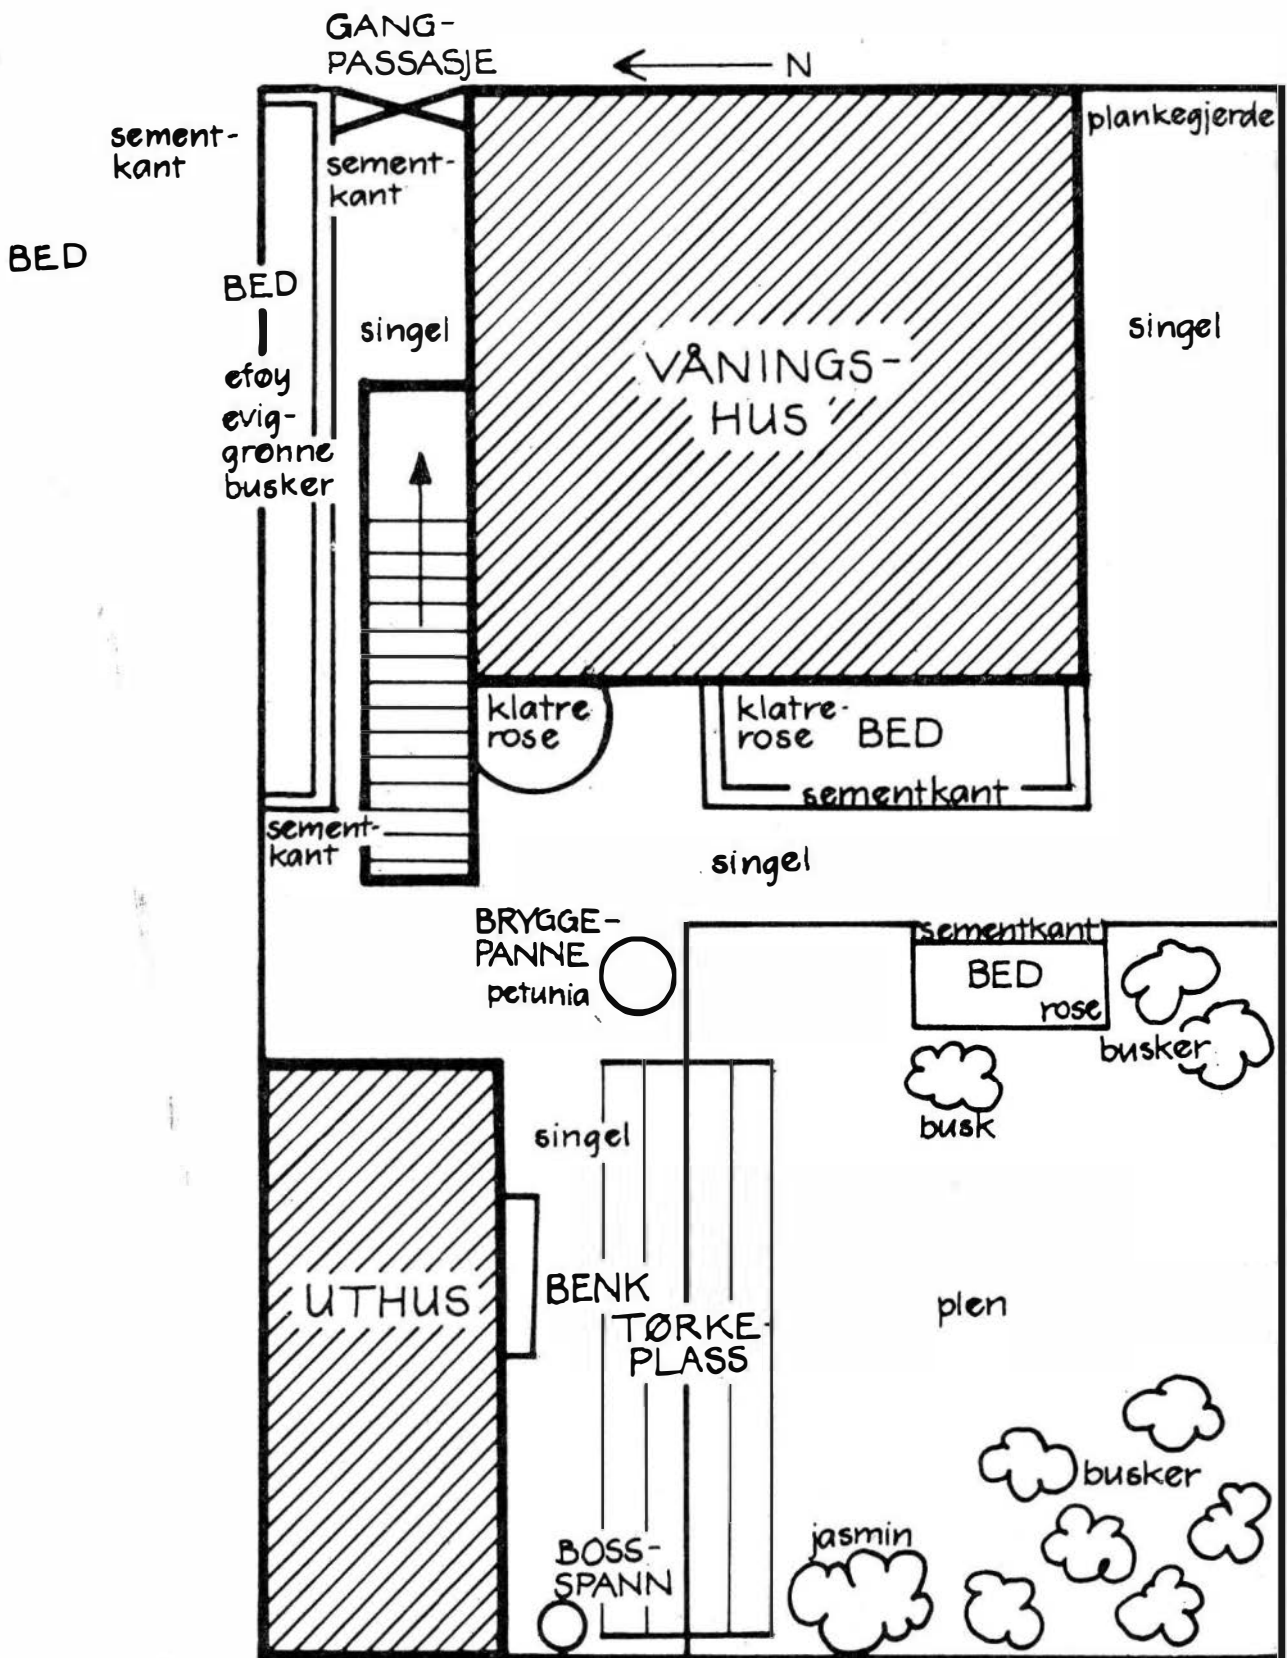 GANG-
PASSASJE
N
sement-
kant
sement-
kant
plankegjerde
BED
BED
eføy
evig-
grønne
busker
singel
VÅNINGS-
HUS
singel
klatre
rose
klatre-
rose
BED
sementkant
sement-
kant
singel
BRYGGE-
PANNE
petunia
sementkant
BED
rose
busker
busk
singel
UTHUS
BENK
TØRKE-
PLASS
plen
busker
jasmin
BOSS-
SPANN